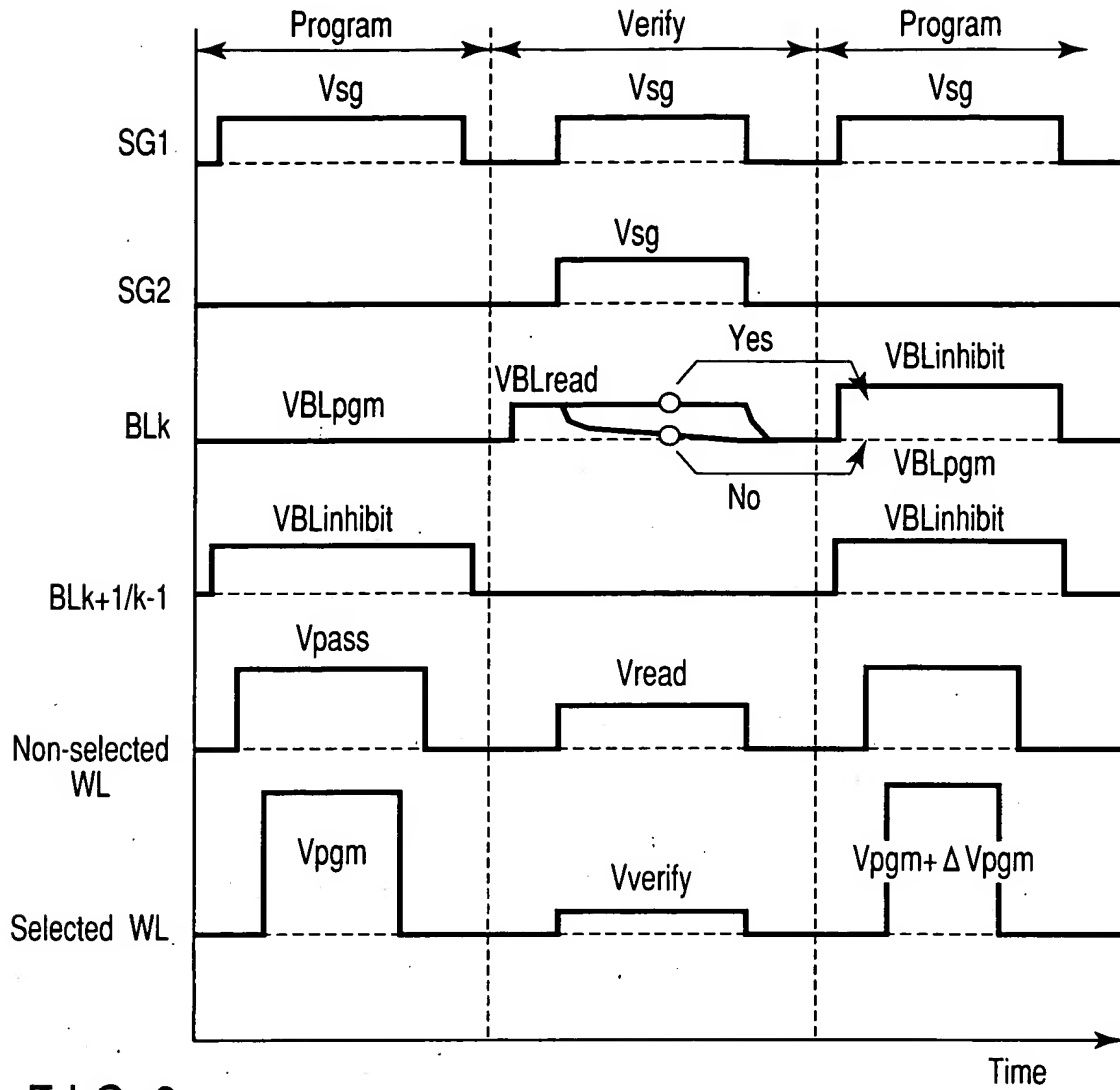 Program Verify Program
Vsg Vsg Vsg
SG1
Vsg
SG2
Yes VBLinhibit
VBLread
VBLpgm
BLk
VBLpgm
No
VBLinhibit VBLinhibit
BLk+1/k-1
Vpass
Vread
Non-selected
WL
Vpgm
Vpgm+ Δ Vpgm
Vverify
Selected WL
Time